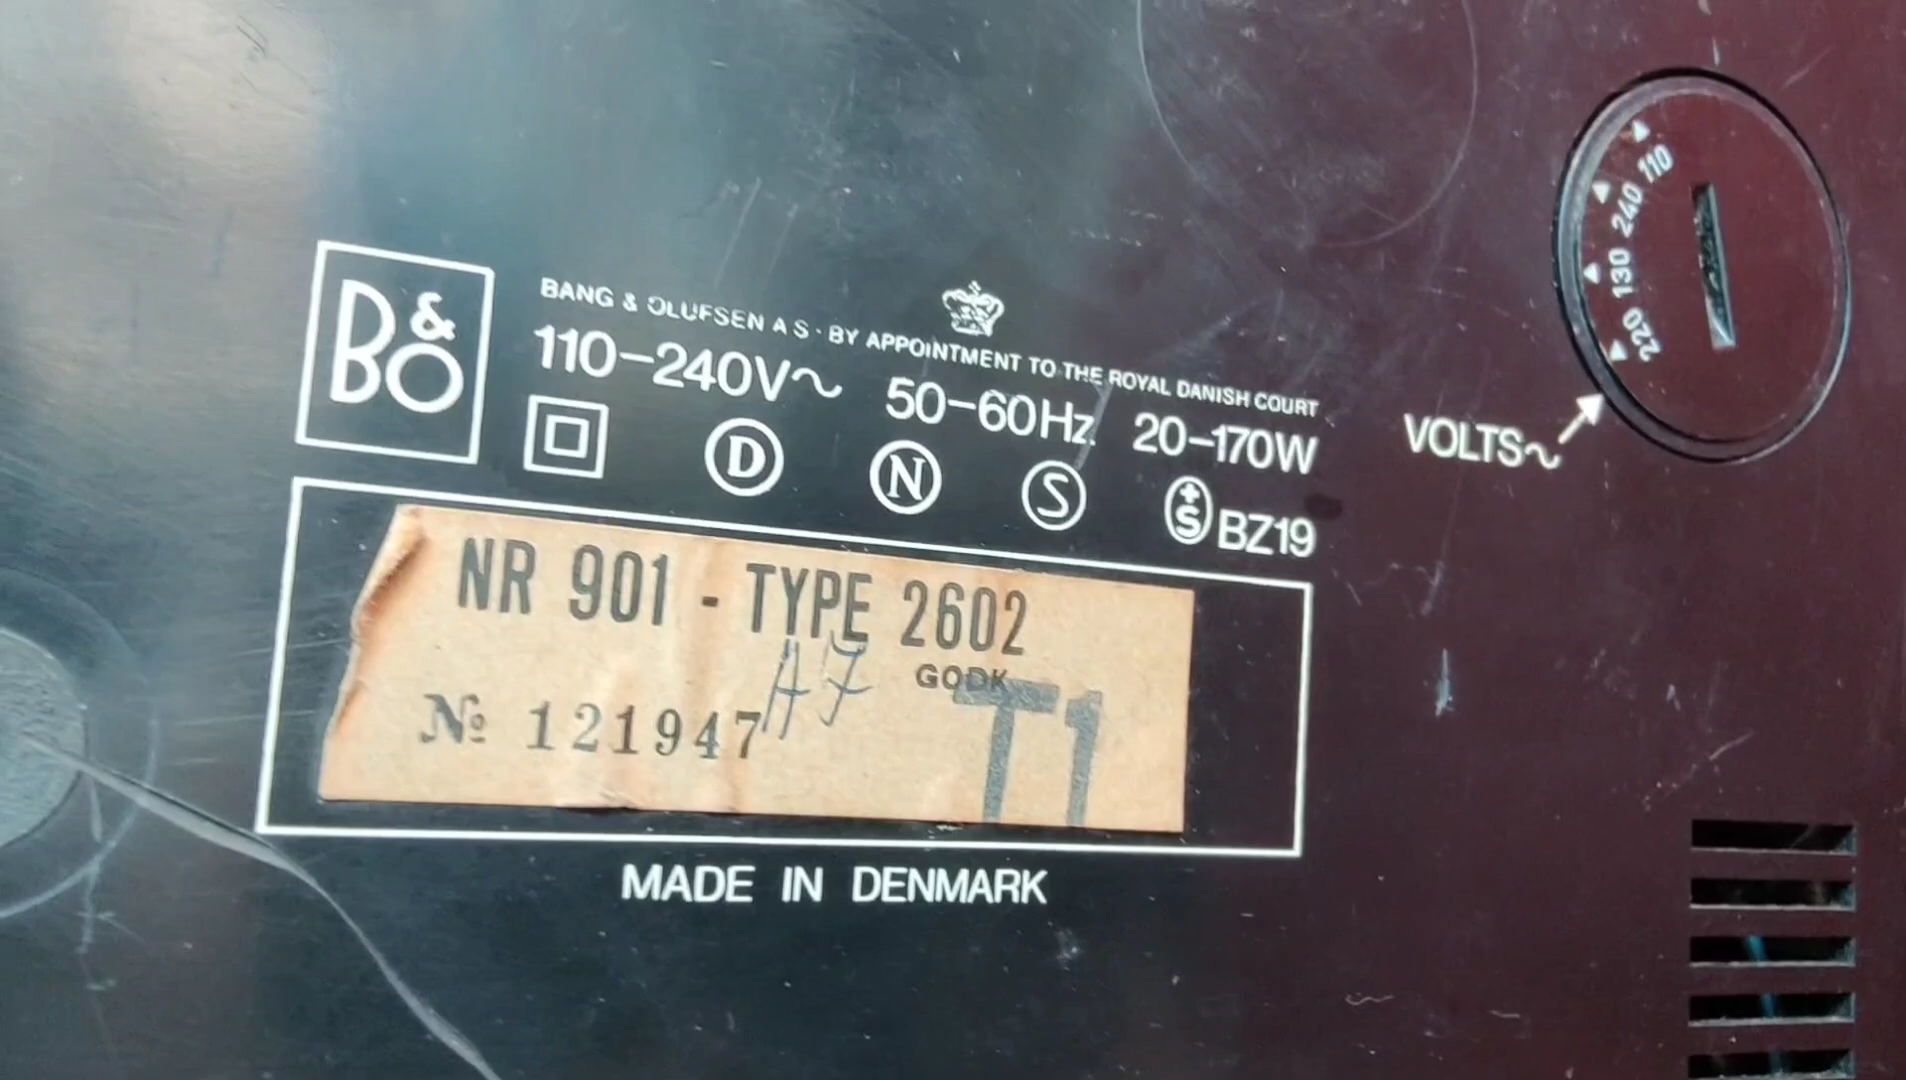 B&O
BANG & OLUFSEN A S · BY APPOINTMENT TO THE ROYAL DANISH COURT
110–240V~ 50–60Hz 20–170W
D N S +S BZ19
NR 901 - TYPE 2602
A7
GODK
№ 121947
T1
MADE IN DENMARK
VOLTS~
220 130 240 110